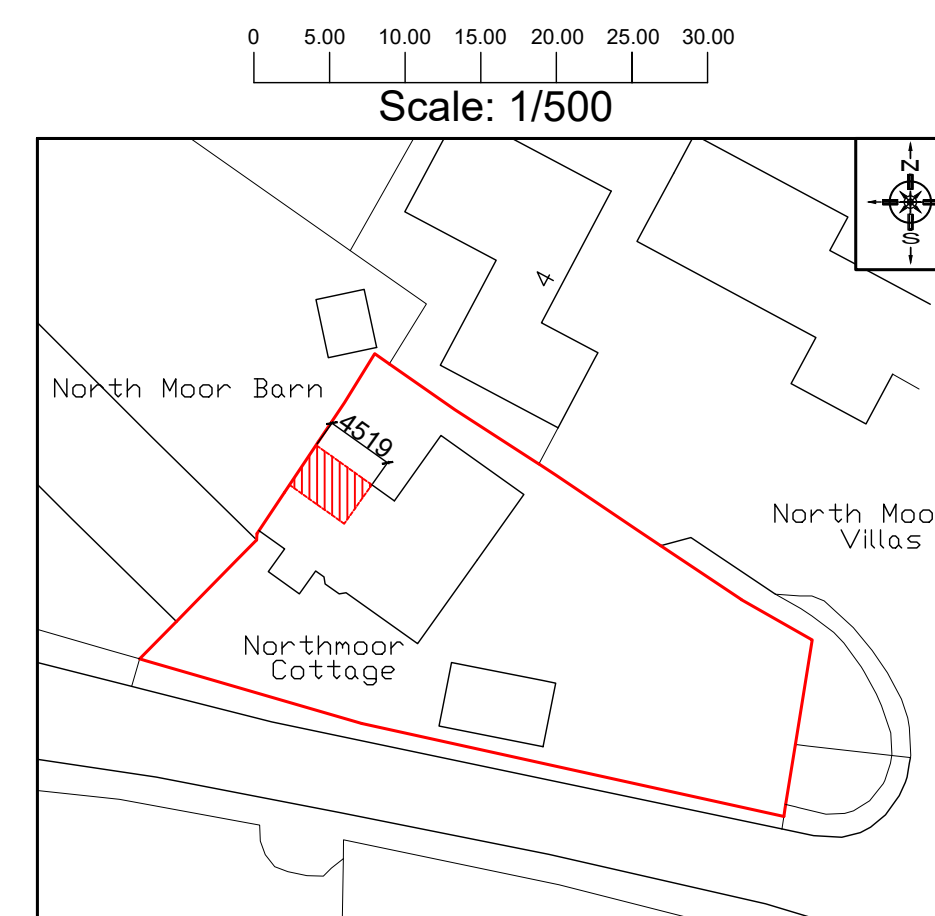 0 5.00 10.00 15.00 20.00 25.00 30.00
Scale: 1/500
N
S
4
North Moor Barn
4519
North Moo
Villas
Northmoor
Cottage